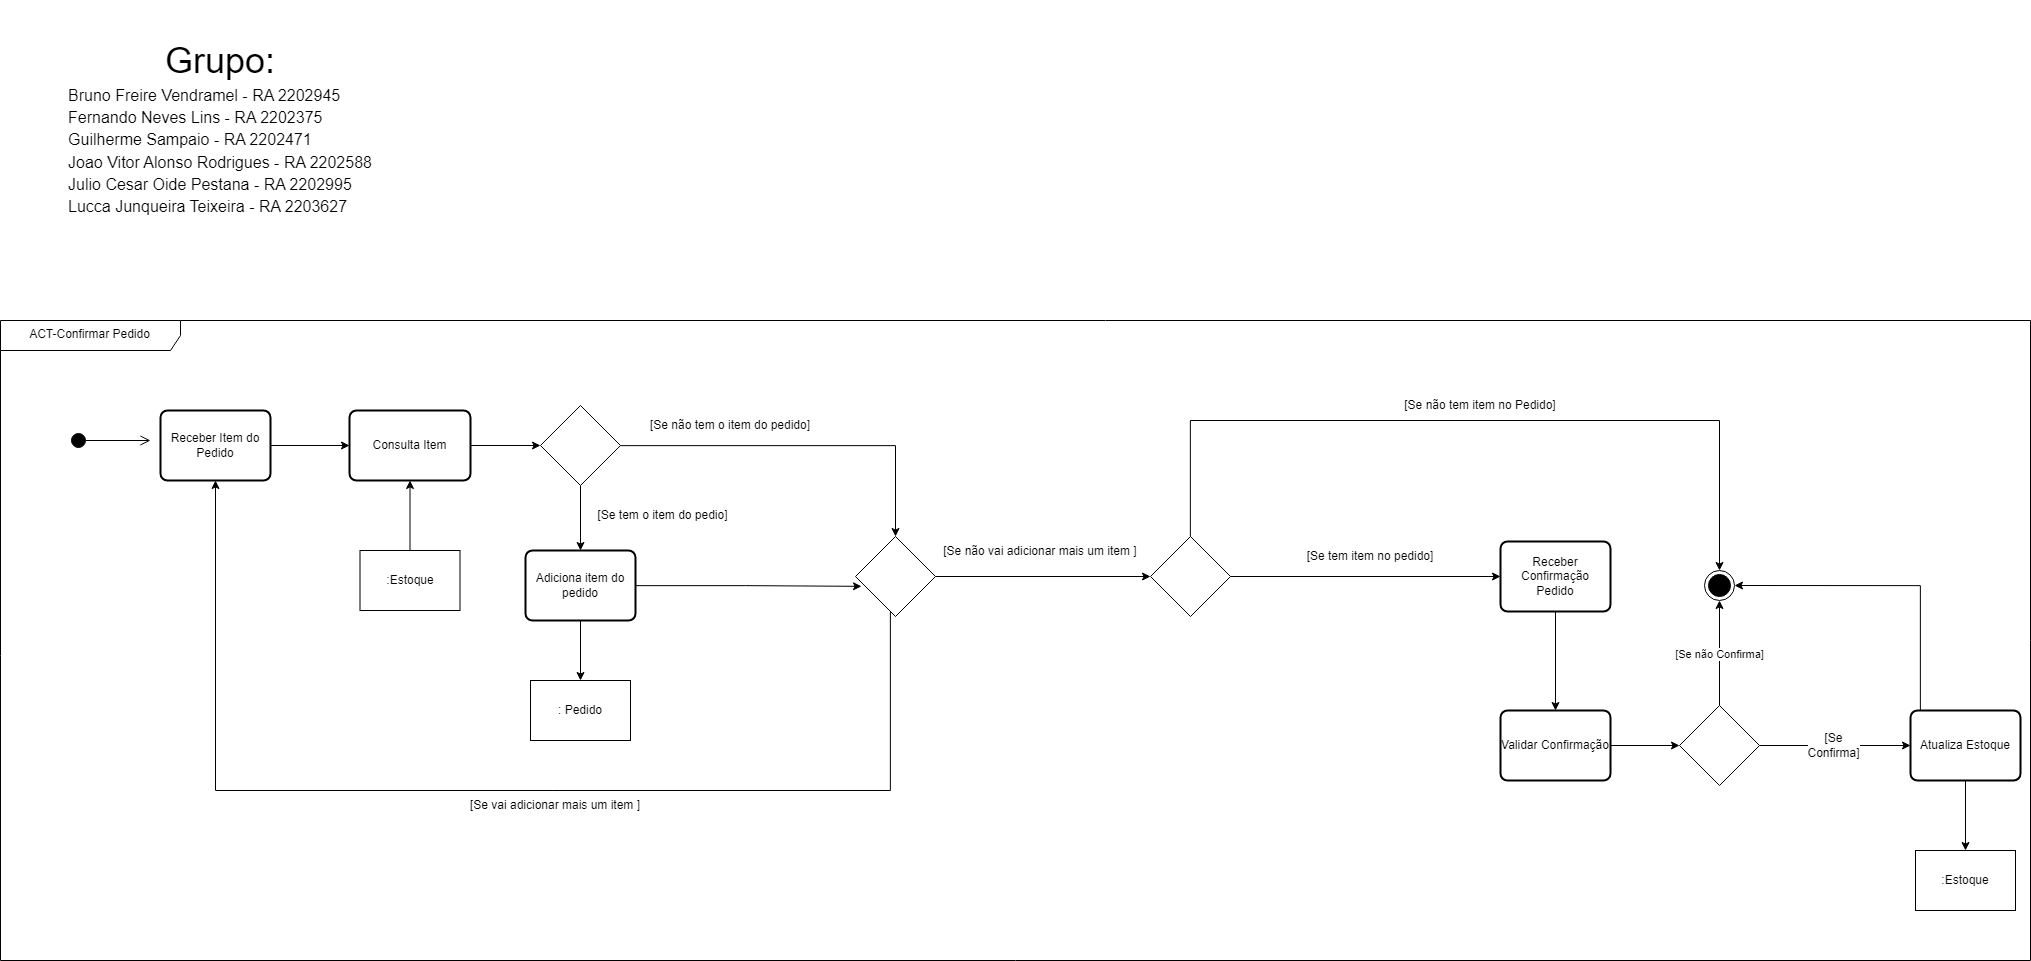 Grupo:
Bruno Freire Vendramel - RA 2202945
Fernando Neves Lins - RA 2202375
Guilherme Sampaio - RA 2202471
Joao Vitor Alonso Rodrigues - RA 2202588
Julio Cesar Oide Pestana - RA 2202995
Lucca Junqueira Teixeira - RA 2203627
ACT-Confirmar Pedido
[Se não tem item no Pedido]
[Se não tem o item do pedido]
Receber Item do
Pedido
Consulta Item
[Se tem o item do pedio]
[Se não vai adicionar mais um item ]
[Se tem item no pedido]
Receber
Confirmação
Pedido
:Estoque
Adiciona item do
pedido
[Se não Confirma]
: Pedido
Validar Confirmação
[Se
Confirma]
Atualiza Estoque
[Se vai adicionar mais um item ]
:Estoque